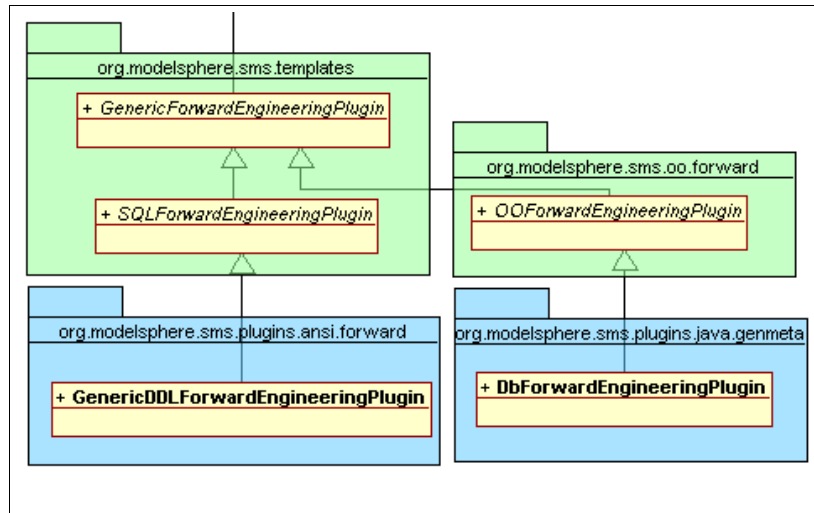 org.modelsphere.sms.templates
+ GenericForwardEngineeringPlugin
+ SQLForwardEngineeringPlugin
org.modelsphere.sms.oo.forward
+ OOForwardEngineeringPlugin
org.modelsphere.sms.plugins.ansi.forward
+ GenericDDLForwardEngineeringPlugin
org.modelsphere.sms.plugins.java.genmeta
+ DbForwardEngineeringPlugin